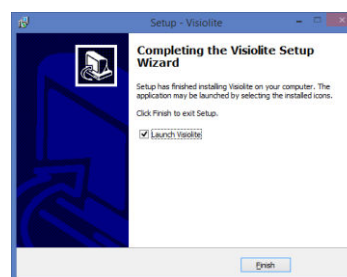 Setup - Visiolite
Completing the Visiolite Setup
Wizard
Setup has finished installing Visiolite on your computer. The
application may be launched by selecting the installed icons.
Click Finish to exit Setup.
Launch Visiolite
Finish